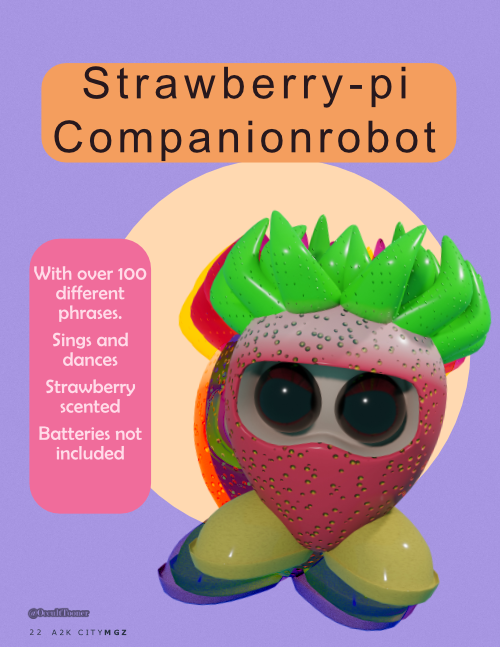 Strawberry-pi
Companionrobot
With over 100
different
phrases.
Sings and
dances
Strawberry
scented
Batteries not
included
@OccultTooner
22 A2K CITYMGZ